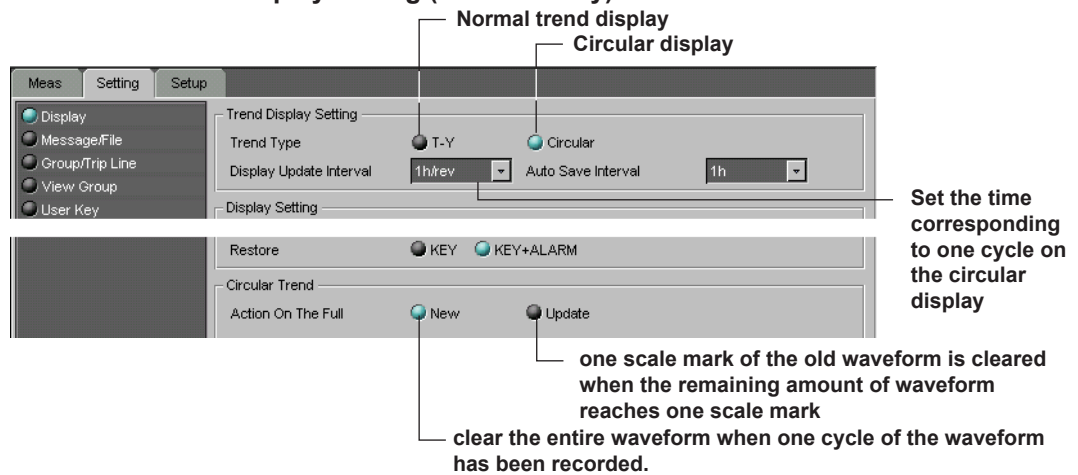 Normal trend display
Circular display
Meas Setting Setup
Display
Message/File
Group/Trip Line
View Group
User Key
Trend Display Setting
Trend Type T-Y Circular
Display Update Interval 1h/rev Auto Save Interval 1h
Display Setting
Restore KEY KEY+ALARM
Circular Trend
Action On The Full New Update
Set the time
corresponding
to one cycle on
the circular
display
one scale mark of the old waveform is cleared
when the remaining amount of waveform
reaches one scale mark
clear the entire waveform when one cycle of the waveform
has been recorded.